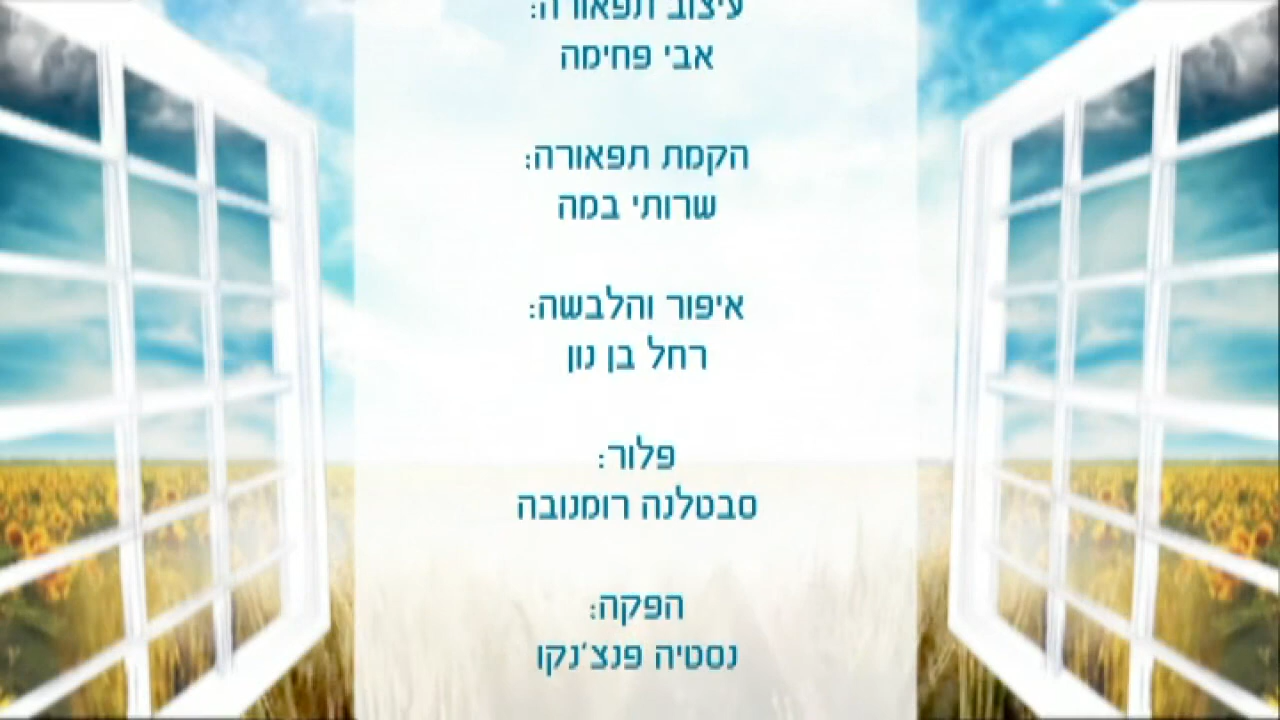 עיצוב תפאורה:
אבי פחימה
הקמת תפאורה:
שרותי במה
איפור והלבשה:
רחל בן נון
פלור:
סבטלנה רומנובה
הפקה:
נסטיה פנצ'נקו